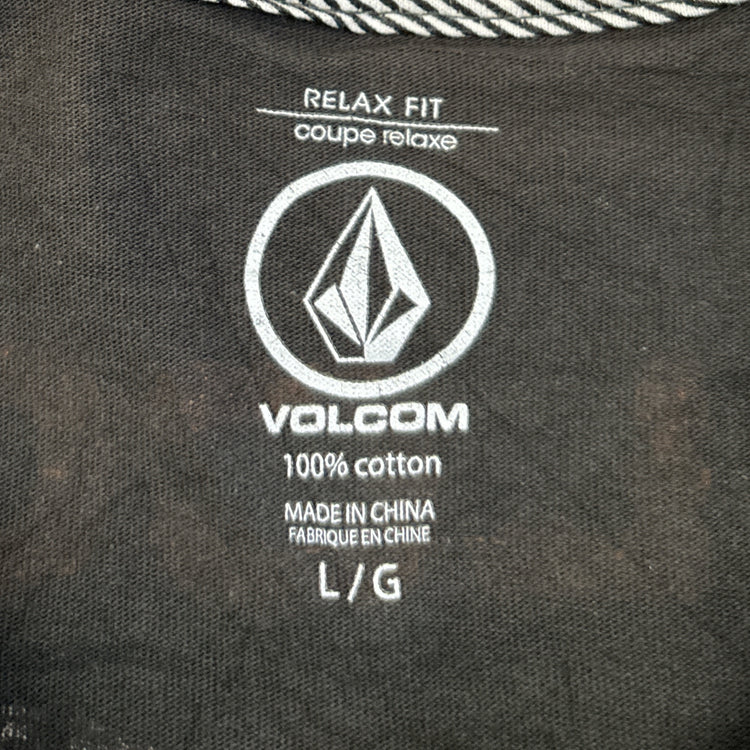 RELAX FIT
coupe relaxe
VOLCOM
100% cotton
MADE IN CHINA
FABRIQUE EN CHINE
L/G